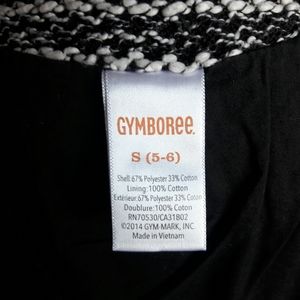 GYMBOREE.
S (5-6)
Shell: 67% Polyester 33% Cotton
Lining: 100% Cotton
Extérieur: 67% Polyester 33% Coton
Doublure: 100% Coton
RN70530/CA31B02
©2014 GYM-MARK, INC.
Made in Vietnam